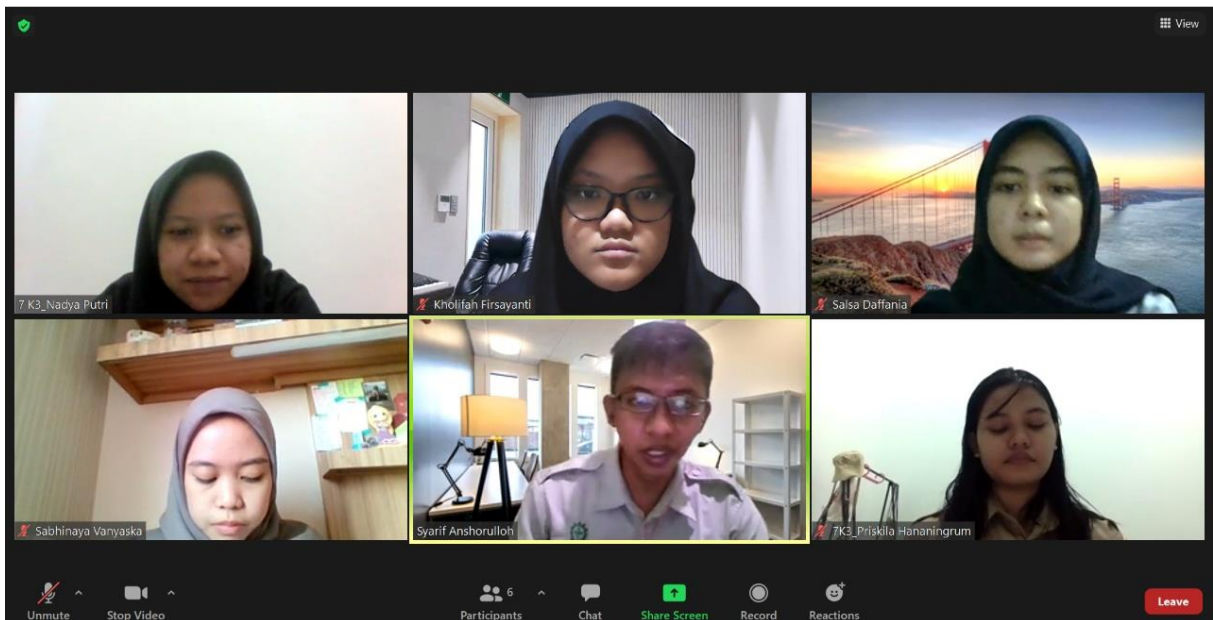 View
7 K3_Nadya Putri
Kholifah Firsayanti
Salsa Daffania
Sabhinaya Vanyaska
Syarif Anshorulloh
7K3_Priskila Hananingrum
Unmute
Stop Video
6
Participants
Chat
Share Screen
Record
Reactions
Leave